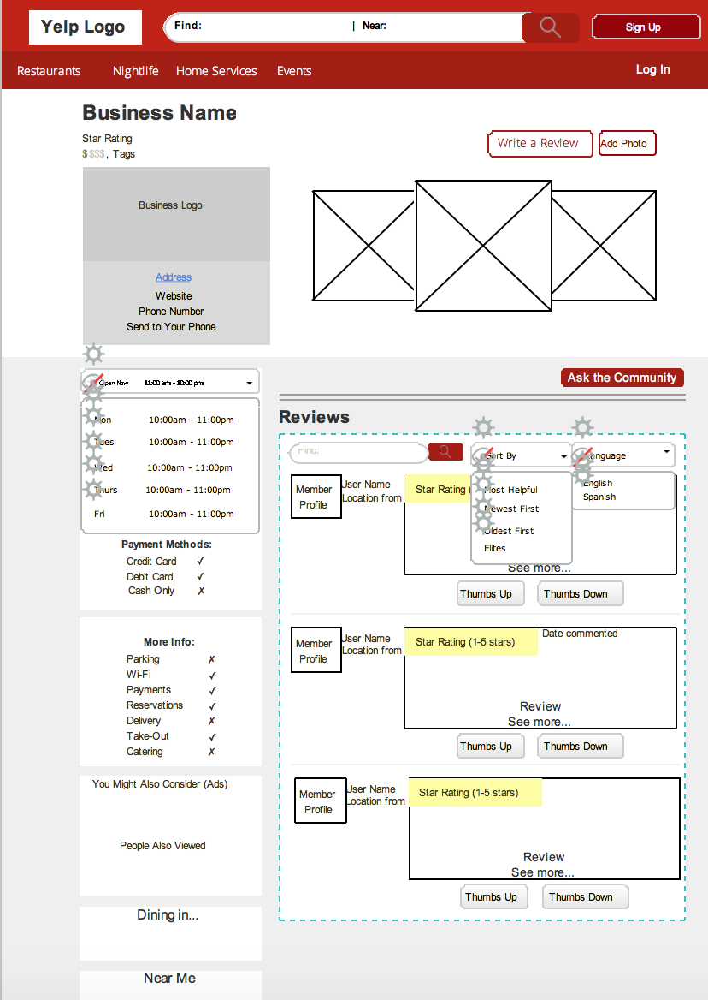 Yelp Logo
Find:
| Near:
Sign Up
Restaurants
Nightlife
Home Services
Events
Log In
Business Name
Star Rating
$$$$, Tags
Write a Review
Add Photo
Business Logo
Address
Website
Phone Number
Send to Your Phone
Open Now 11:00 am - 10:00 pm
Mon 10:00am - 11:00pm
Tues 10:00am - 11:00pm
Wed 10:00am - 11:00pm
Thurs 10:00am - 11:00pm
Fri 10:00am - 11:00pm
Payment Methods:
Credit Card ✓
Debit Card ✓
Cash Only ✗
More Info:
Parking ✗
Wi-Fi ✓
Payments ✓
Reservations ✓
Delivery ✗
Take-Out ✓
Catering ✗
You Might Also Consider (Ads)
People Also Viewed
Dining in...
Near Me
Ask the Community
Reviews
Find:
Sort By
Language
Most Helpful
Newest First
Oldest First
Elites
English
Spanish
Member
Profile
User Name
Location from
Star Rating (
See more...
Thumbs Up
Thumbs Down
Member
Profile
User Name
Location from
Star Rating (1-5 stars)
Date commented
Review
See more...
Thumbs Up
Thumbs Down
Member
Profile
User Name
Location from
Star Rating (1-5 stars)
Review
See more...
Thumbs Up
Thumbs Down